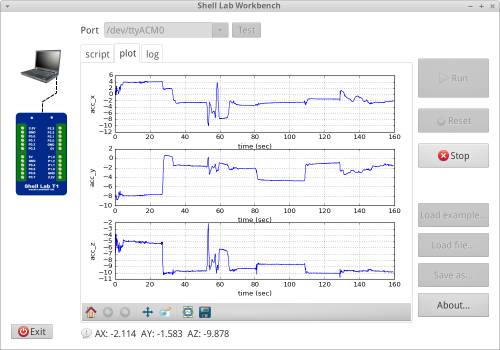 Shell Lab Workbench
Port /dev/ttyACM0 Test
script plot log
Run
Reset
Stop
Load example...
Load file...
Save as...
About...
Shell Lab T1
acc_x
6
4
2
0
-2
-4
-6
-8
-10
-12
0 20 40 60 80 100 120 140 160
time (sec)
acc_y
2
0
-2
-4
-6
-8
-10
0 20 40 60 80 100 120 140 160
time (sec)
acc_z
-2
-3
-4
-5
-6
-7
-8
-9
-10
-11
0 20 40 60 80 100 120 140 160
time (sec)
Exit
AX: -2.114 AY: -1.583 AZ: -9.878